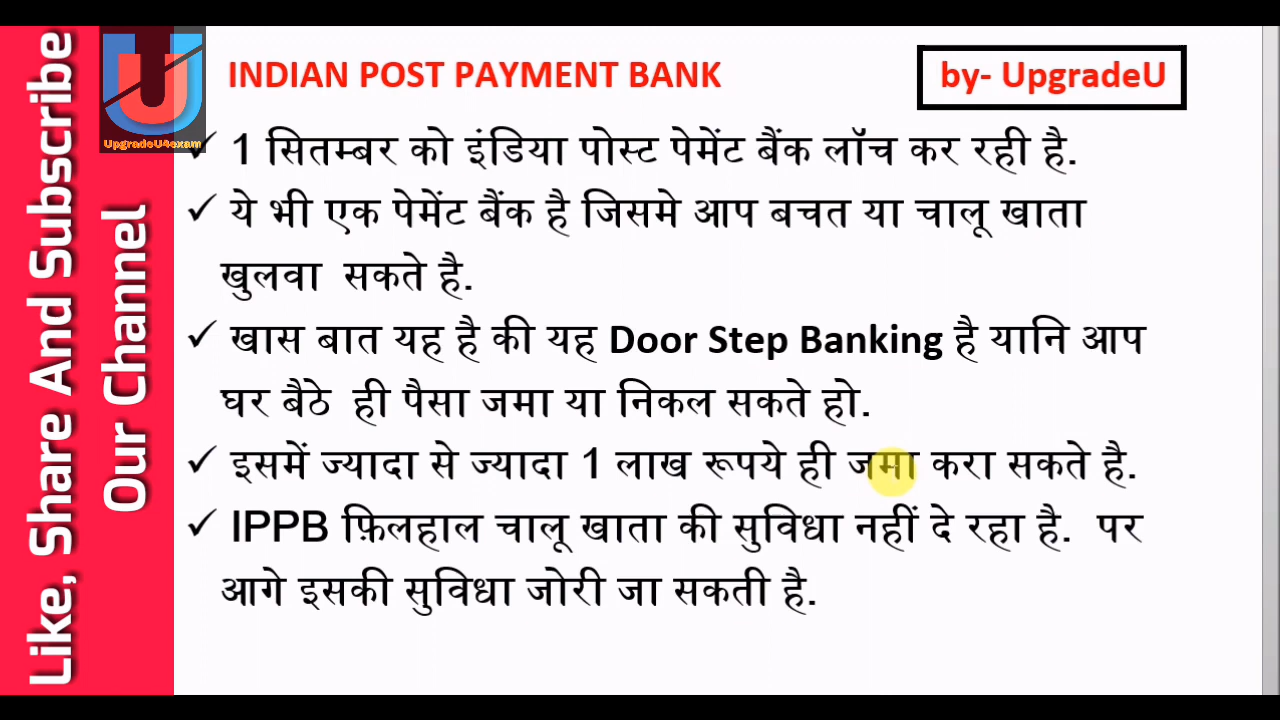 Like, Share And Subscribe
Our Channel
UpgradeU4exam
INDIAN POST PAYMENT BANK
by- UpgradeU
✓ 1 सितम्बर को इंडिया पोस्ट पेमेंट बैंक लॉच कर रही है.
✓ ये भी एक पेमेंट बैंक है जिसमे आप बचत या चालू खाता
खुलवा सकते है.
✓ खास बात यह है की यह Door Step Banking है यानि आप
घर बैठे ही पैसा जमा या निकल सकते हो.
✓ इसमें ज्यादा से ज्यादा 1 लाख रूपये ही जमा करा सकते है.
✓ IPPB फ़िलहाल चालू खाता की सुविधा नहीं दे रहा है. पर
आगे इसकी सुविधा जोरी जा सकती है.